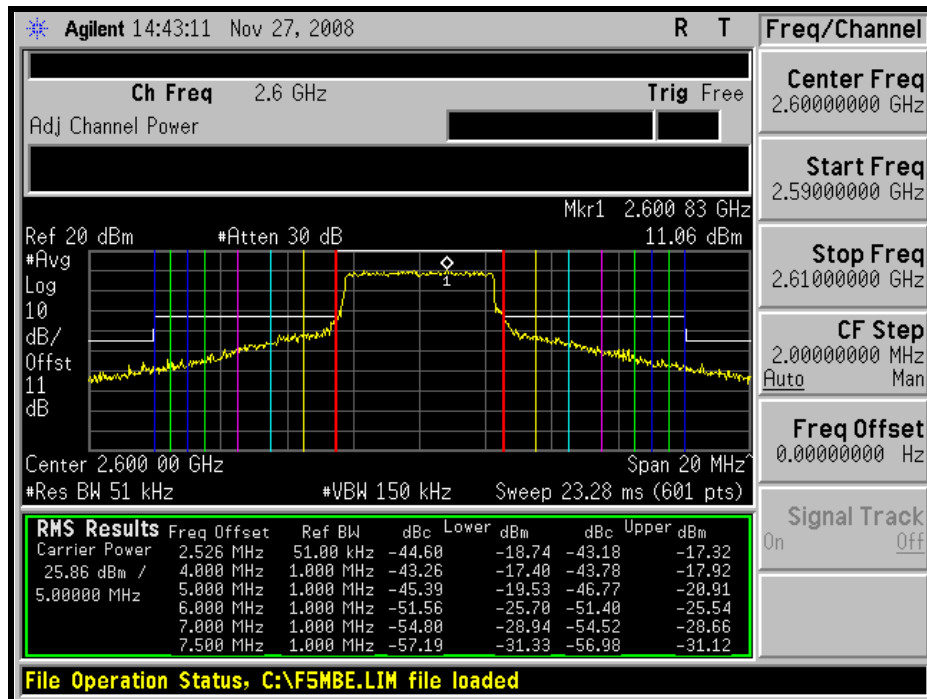 Agilent 14:43:11 Nov 27, 2008 R T
Ch Freq 2.6 GHz Trig Free
Adj Channel Power
Mkr1 2.600 83 GHz
Ref 20 dBm #Atten 30 dB 11.06 dBm
#Avg
Log
10
dB/
Offst
11
dB
1
Center 2.600 00 GHz Span 20 MHz^
#Res BW 51 kHz #VBW 150 kHz Sweep 23.28 ms (601 pts)
RMS Results Freq Offset Ref BW dBc Lower dBm dBc Upper dBm
Carrier Power 2.526 MHz 51.00 kHz -44.60 -18.74 -43.18 -17.32
25.86 dBm / 4.000 MHz 1.000 MHz -43.26 -17.40 -43.78 -17.92
5.00000 MHz 5.000 MHz 1.000 MHz -45.39 -19.53 -46.77 -20.91
6.000 MHz 1.000 MHz -51.56 -25.70 -51.40 -25.54
7.000 MHz 1.000 MHz -54.80 -28.94 -54.52 -28.66
7.500 MHz 1.000 MHz -57.19 -31.33 -56.98 -31.12
File Operation Status, C:\F5MBE.LIM file loaded
Freq/Channel
Center Freq
2.60000000 GHz
Start Freq
2.59000000 GHz
Stop Freq
2.61000000 GHz
CF Step
2.00000000 MHz
Auto Man
Freq Offset
0.00000000 Hz
Signal Track
On Off